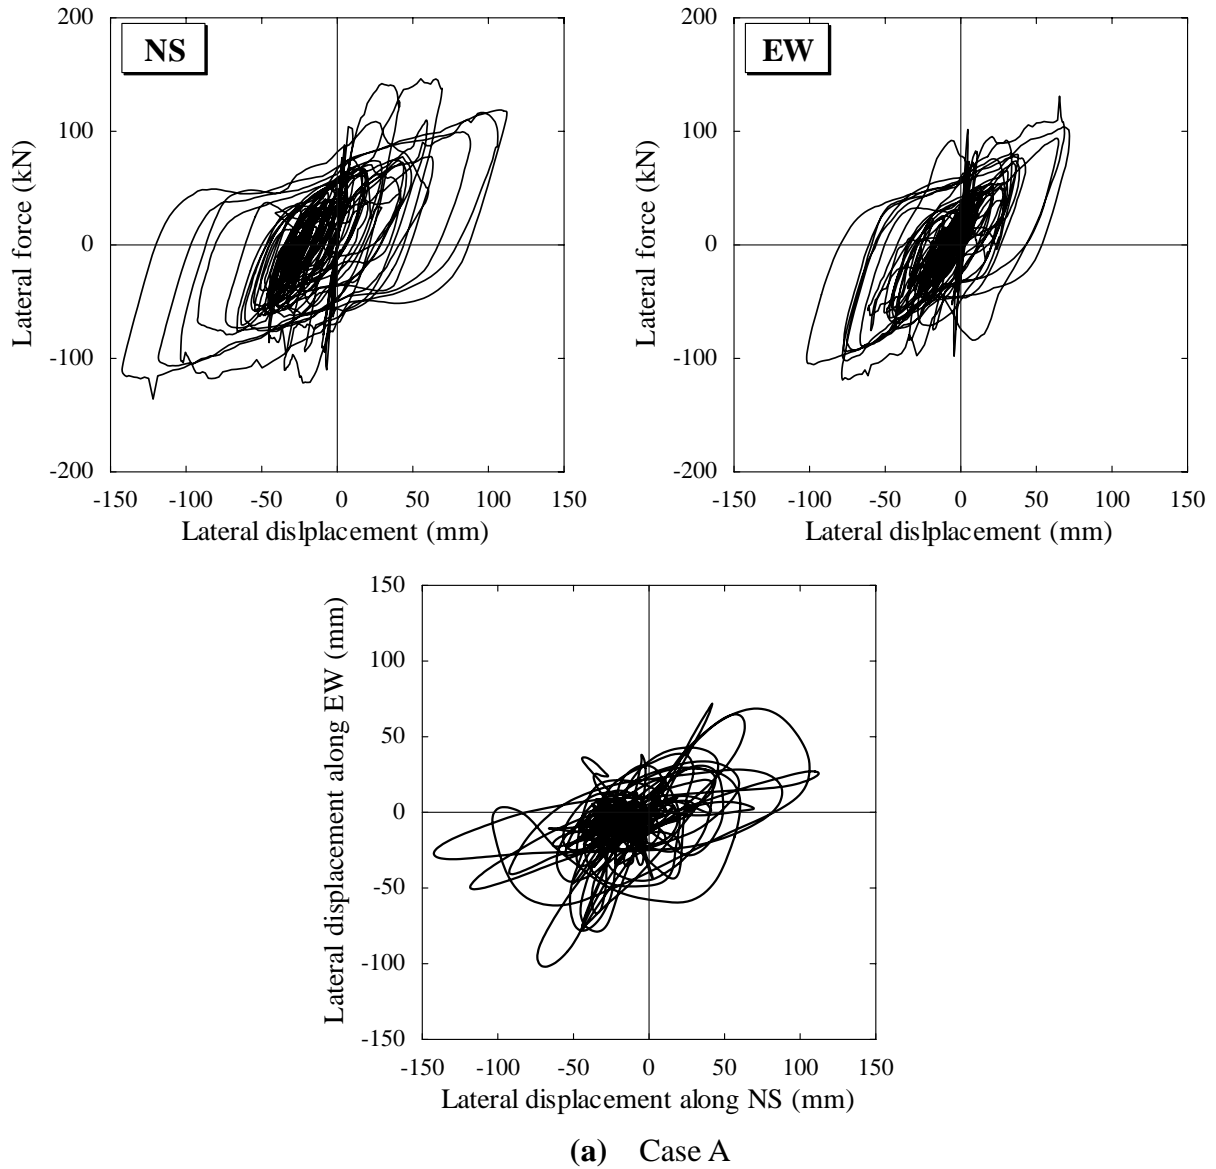 200
NS
100
0
-100
-200
Lateral force (kN)
-150 -100 -50 0 50 100 150
Lateral dislplacement (mm)
EW
200
100
0
-100
-200
Lateral force (kN)
-150 -100 -50 0 50 100 150
Lateral dislplacement (mm)
150
100
50
0
-50
-100
-150
Lateral displacement along EW (mm)
-150 -100 -50 0 50 100 150
Lateral displacement along NS (mm)
(a) Case A